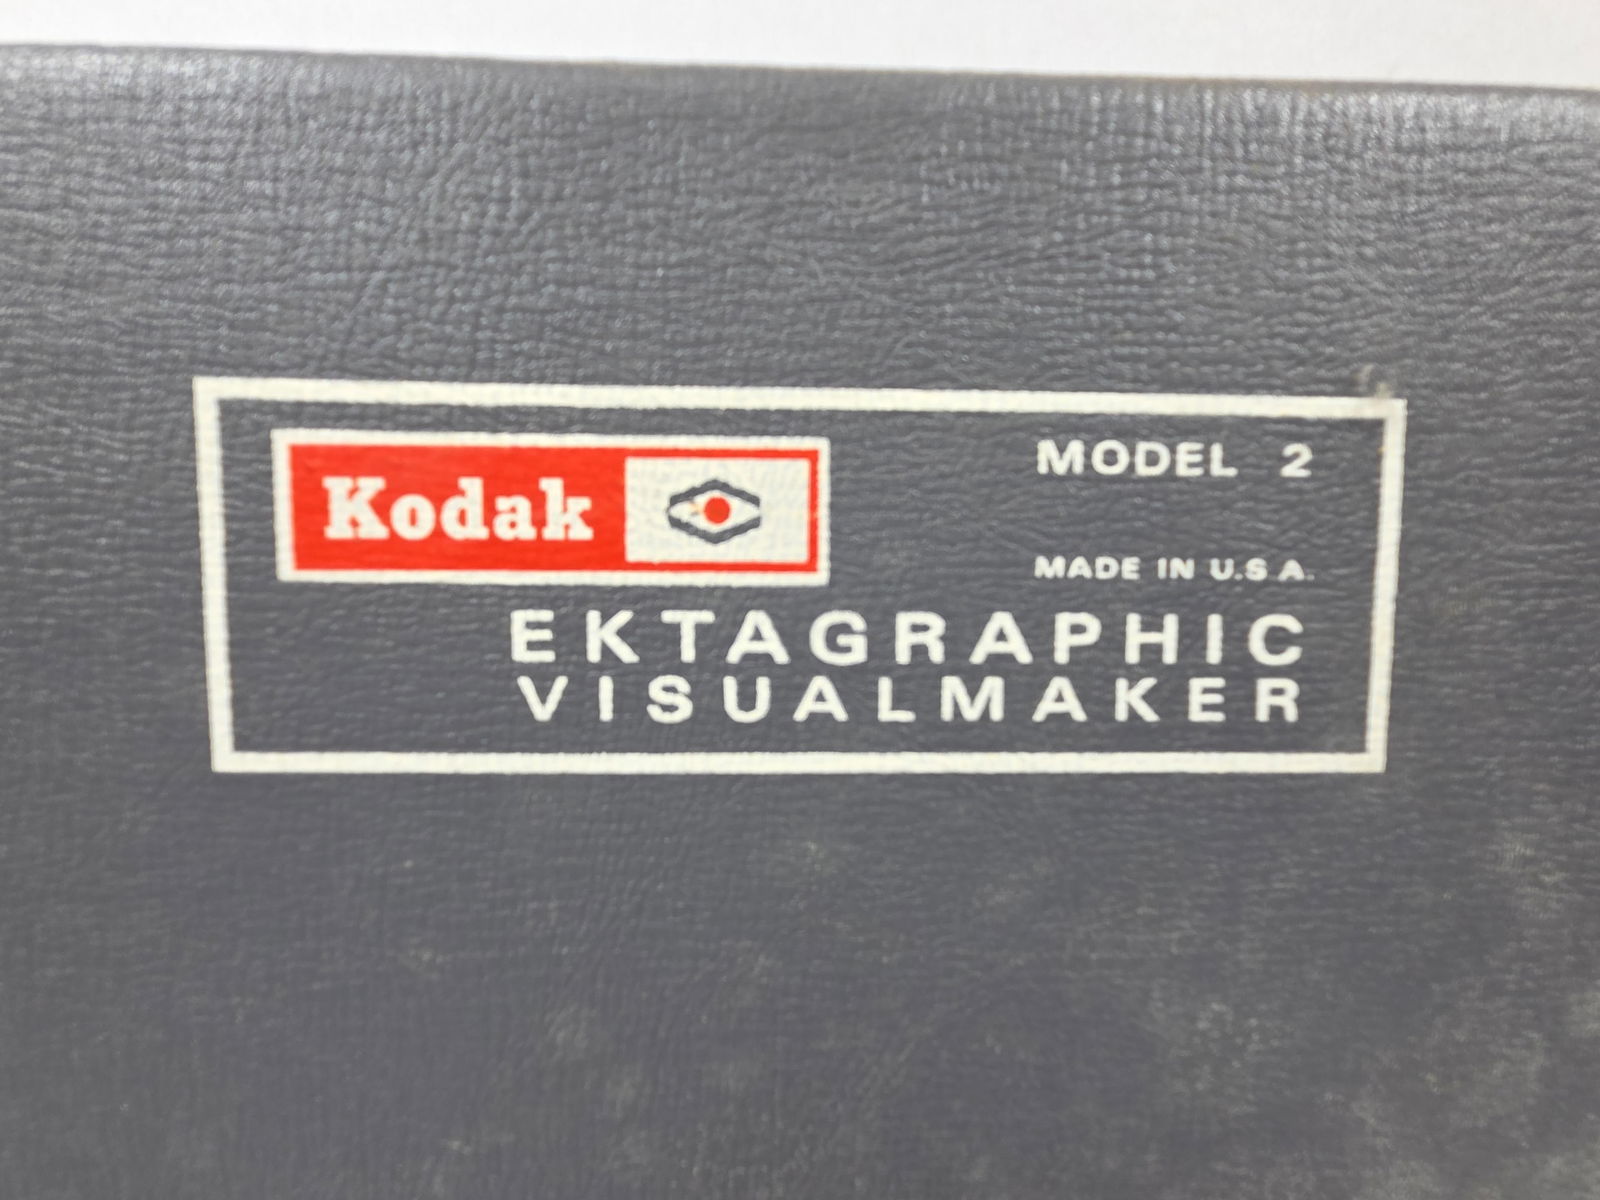 Kodak
MODEL 2
MADE IN U.S.A.
EKTAGRAPHIC
VISUALMAKER